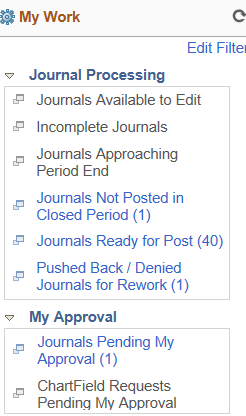 My Work
Edit Filter
Journal Processing
Journals Available to Edit
Incomplete Journals
Journals Approaching
Period End
Journals Not Posted in
Closed Period (1)
Journals Ready for Post (40)
Pushed Back / Denied
Journals for Rework (1)
My Approval
Journals Pending My
Approval (1)
ChartField Requests
Pending My Approval